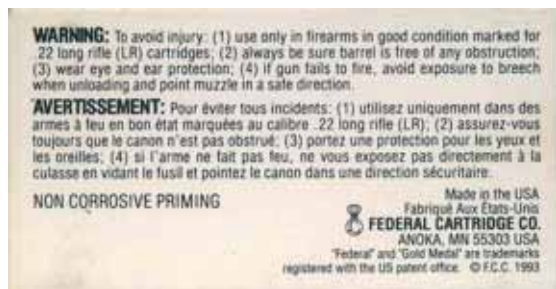 WARNING: To avoid injury: (1) use only in firearms in good condition marked for
.22 long rifle (LR) cartridges; (2) always be sure barrel is free of any obstruction;
(3) wear eye and ear protection; (4) if gun fails to fire, avoid exposure to breech
when unloading and point muzzle in a safe direction.
AVERTISSEMENT: Pour éviter tous incidents: (1) utilisez uniquement dans des
armes à feu en bon état marquées au calibre .22 long rifle (LR); (2) assurez-vous
toujours que le canon n'est pas obstrué; (3) portez une protection pour les yeux et
les oreilles; (4) si l'arme ne fait pas feu, ne vous exposez pas directement à la
culasse en vidant le fusil et pointez le canon dans une direction sécuritaire.
NON CORROSIVE PRIMING
Made in the USA
Fabriqué Aux États-Unis
FEDERAL CARTRIDGE CO.
ANOKA, MN 55303 USA
"Federal" and "Gold Medal" are trademarks
registered with the US patent office. © F.C.C. 1993